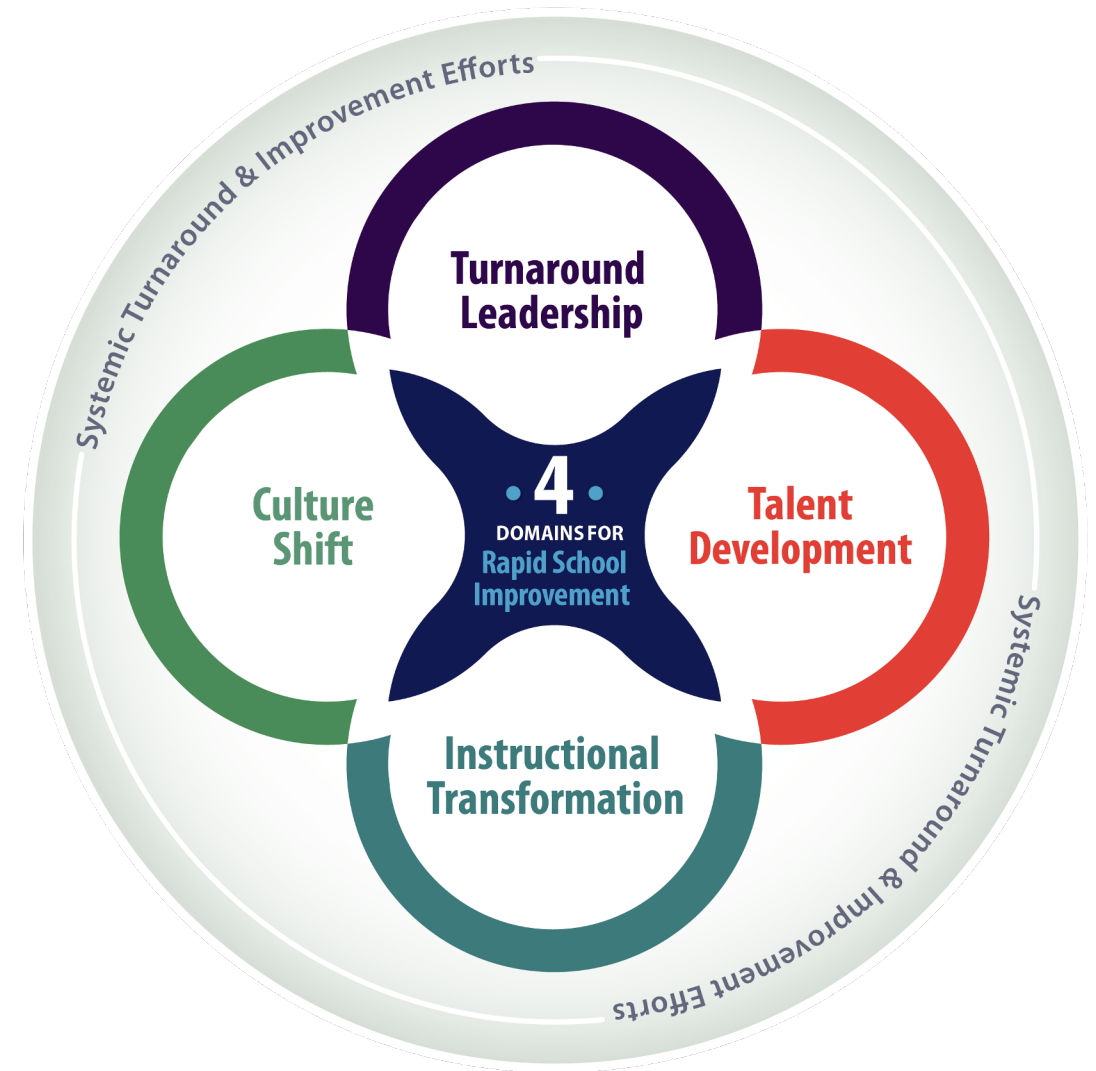 Systemic Turnaround & Improvement Efforts
Turnaround
Leadership
Culture
Shift
• 4 •
DOMAINS FOR
Rapid School
Improvement
Talent
Development
Instructional
Transformation
Systemic Turnaround & Improvement Efforts